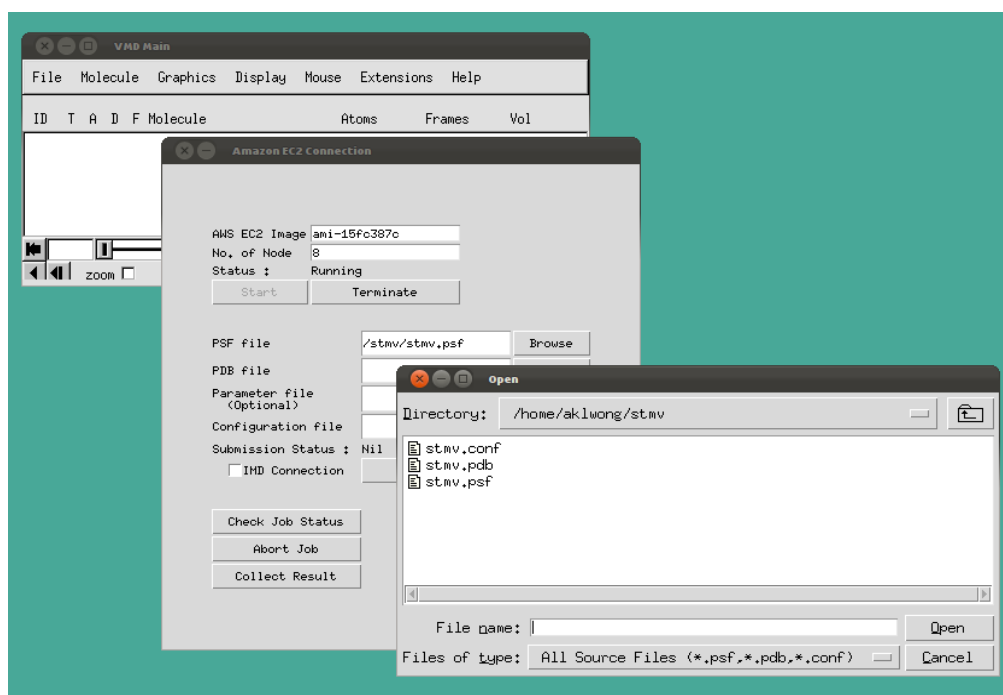 VMD Main
File Molecule Graphics Display Mouse Extensions Help
ID T A D F Molecule Atoms Frames Vol
zoom
Amazon EC2 Connection
AWS EC2 Image ami-15fc387c
No. of Node 8
Status : Running
Start Terminate
PSF file /stmv/stmv.psf Browse
PDB file
Parameter file
(Optional)
Configuration file
Submission Status : Nil
IMD Connection
Check Job Status
Abort Job
Collect Result
Open
Directory: /home/aklwong/stmv
stmv.conf
stmv.pdb
stmv.psf
File name: Open
Files of type: All Source Files (*.psf,*.pdb,*.conf) Cancel